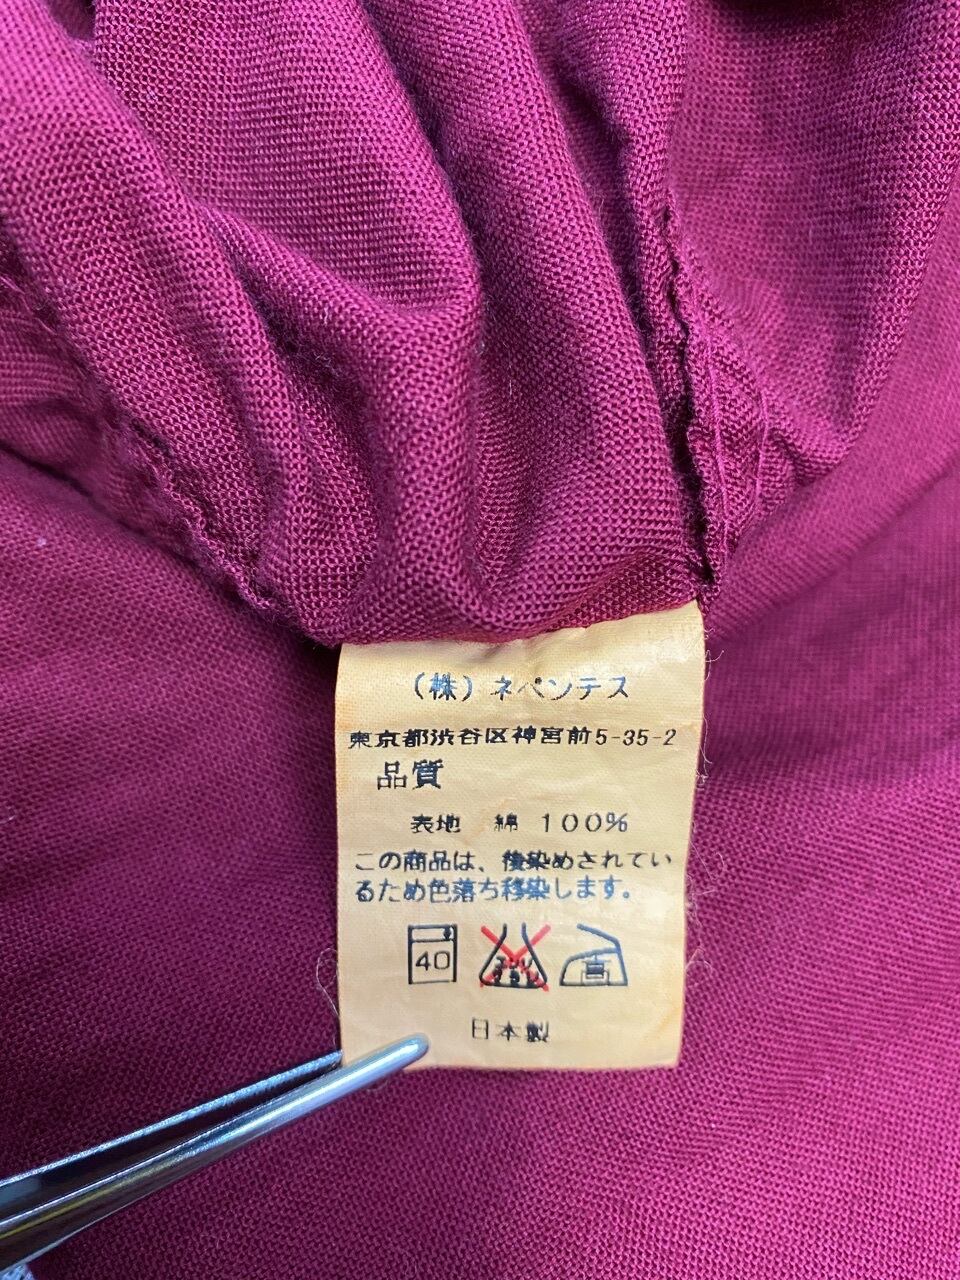 (株)ネペンテス
東京都渋谷区神宮前5-35-2
品質
表地 綿 100%
この商品は、後染めされてい
るため色落ち移染します。
40
日本製